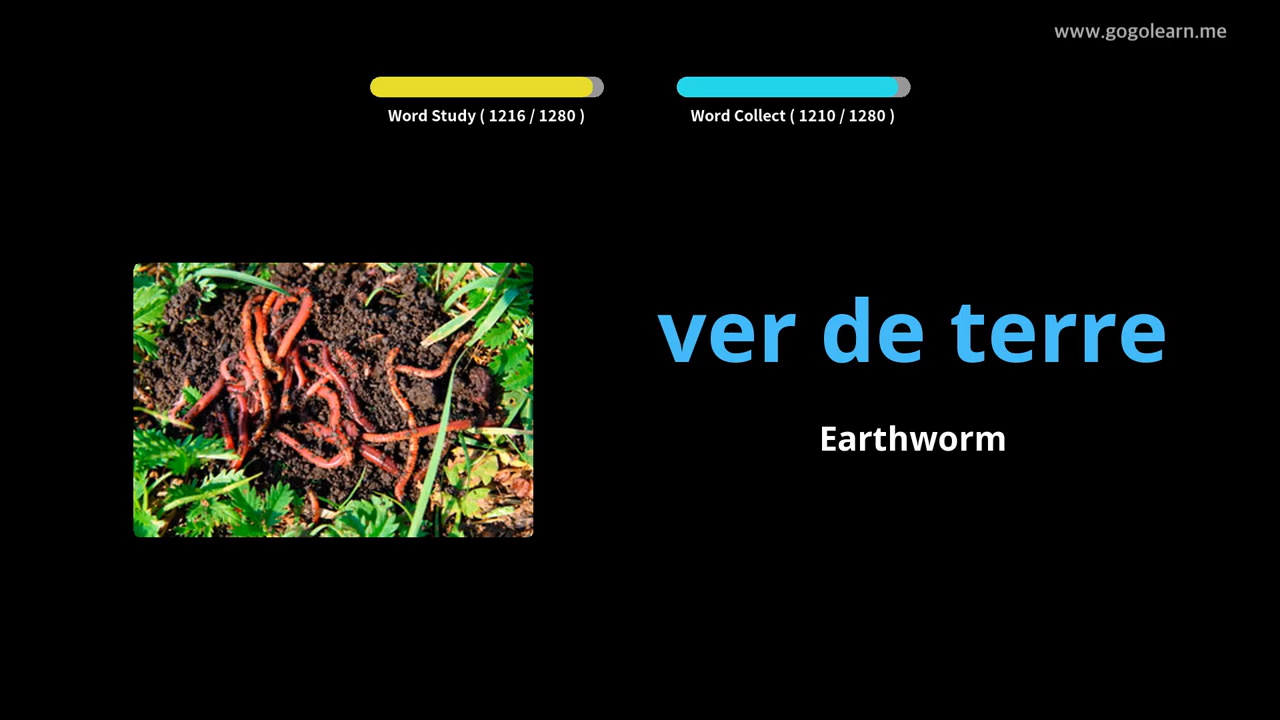 www.gogolearn.me
Word Study ( 1216 / 1280 )
Word Collect ( 1210 / 1280 )
ver de terre
Earthworm